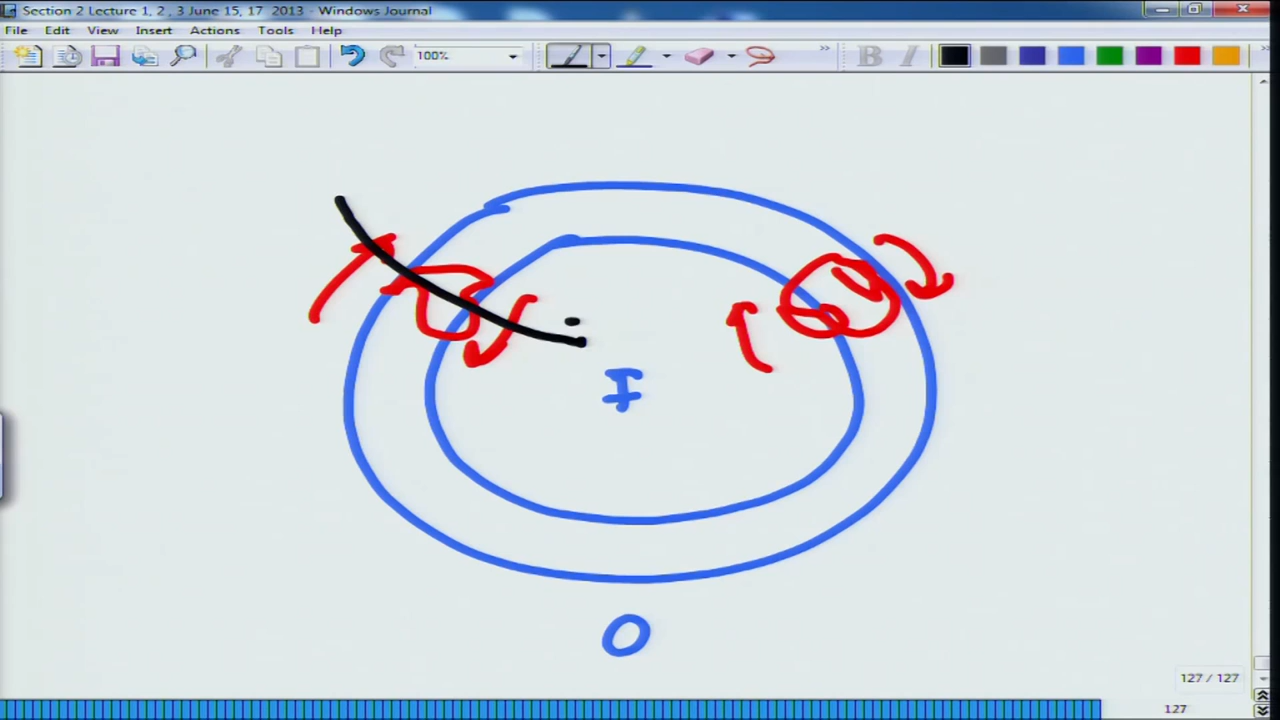 Section 2 Lecture 1, 2 , 3 June 15, 17 2013 - Windows Journal
File Edit View Insert Actions Tools Help
100%
B I
I
O
127 / 127
127